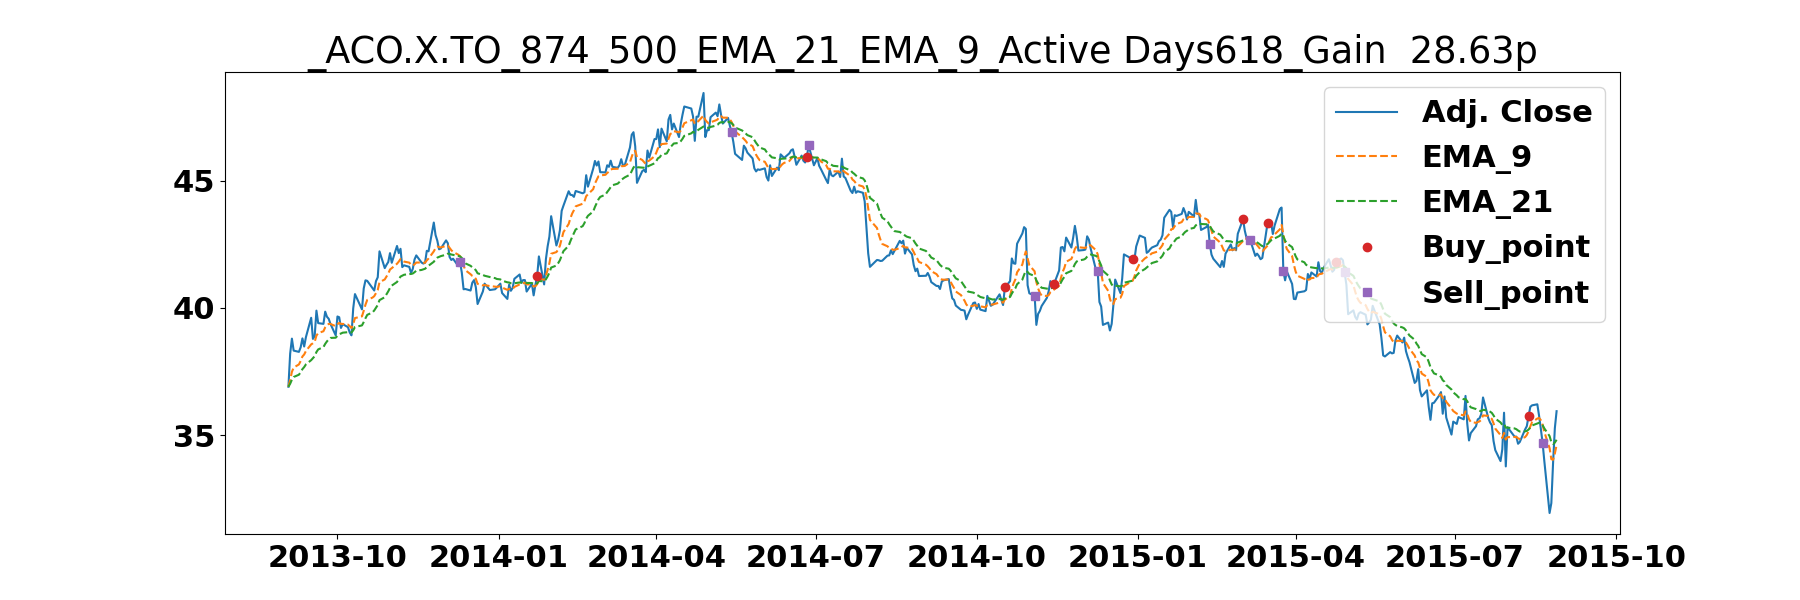 _ACO.X.TO_874_500_EMA_21_EMA_9_Active Days618_Gain  28.63p
Adj. Close
EMA_9
EMA_21
Buy_point
Sell_point
45
40
35
2013-10 2014-01 2014-04 2014-07 2014-10 2015-01 2015-04 2015-07 2015-10